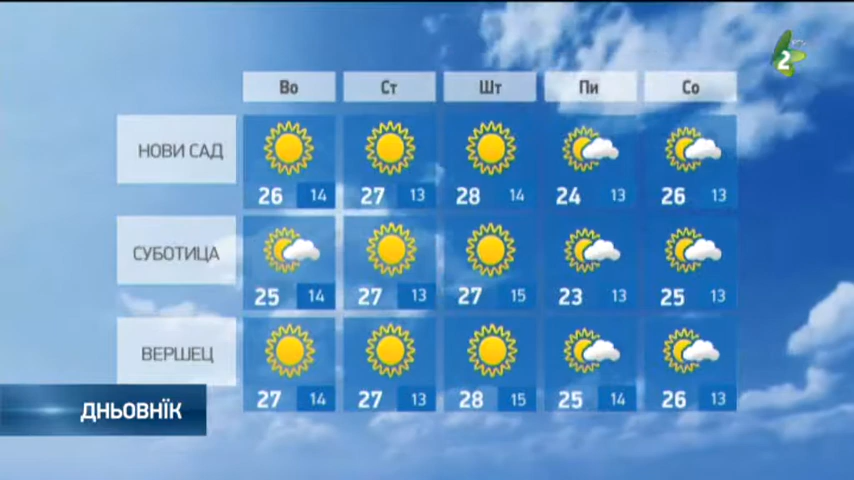 2
Во Ст Шт Пи Со
НОВИ САД
26 14 27 13 28 14 24 13 26 13
СУБОТИЦА
25 14 27 13 27 15 23 13 25 13
ВЕРШЕЦ
27 14 27 13 28 15 25 14 26 13
ДНЬОВНЇК